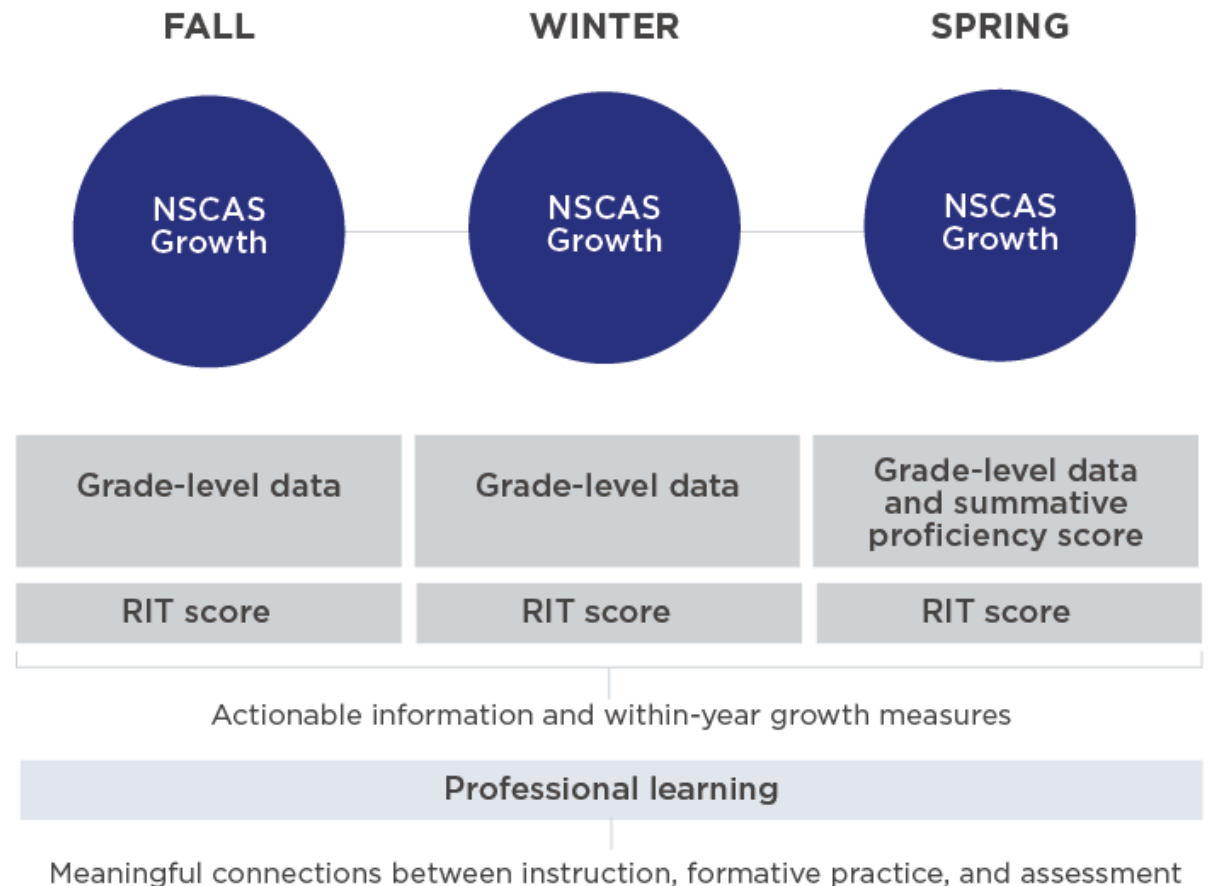 FALL
WINTER
SPRING
NSCAS
Growth
NSCAS
Growth
NSCAS
Growth
Grade-level data
Grade-level data
Grade-level data
and summative
proficiency score
RIT score
RIT score
RIT score
Actionable information and within-year growth measures
Professional learning
Meaningful connections between instruction, formative practice, and assessment